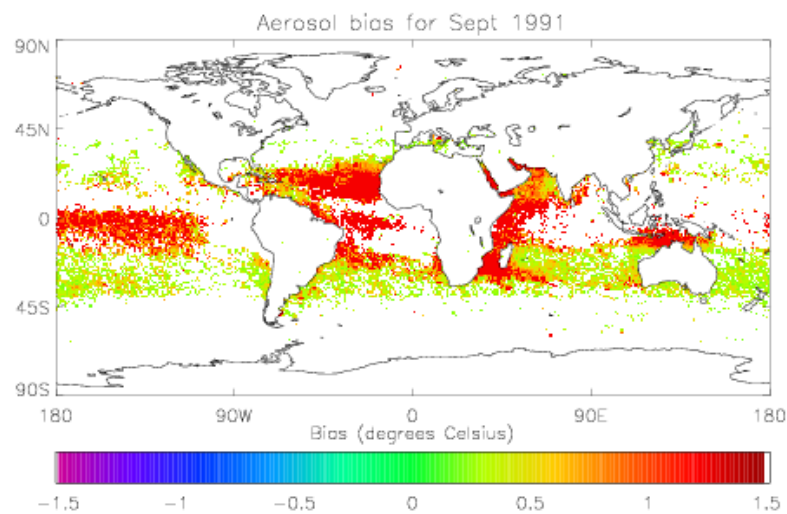 Aerosol bias for Sept 1991
90N
45N
0
45S
90S
180 90W 0 90E 180
Bias (degrees Celsius)
-1.5 -1 -0.5 0 0.5 1 1.5